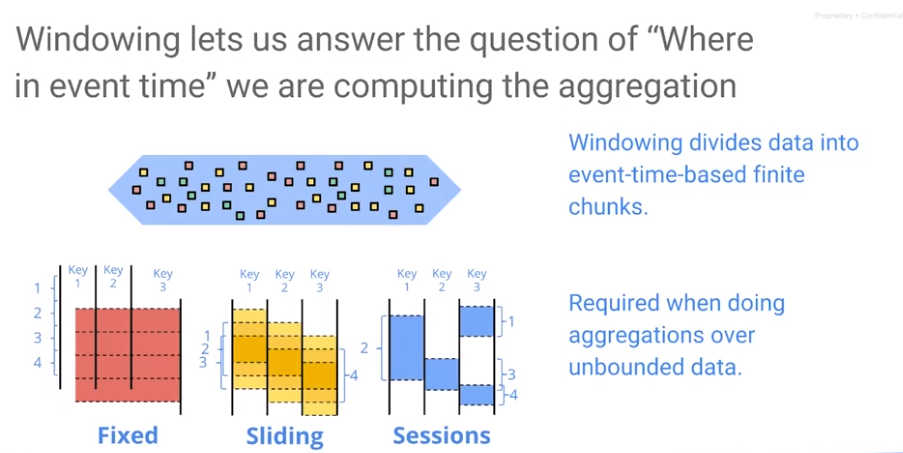 Proprietary + Confidential
Windowing lets us answer the question of “Where
in event time” we are computing the aggregation
Windowing divides data into
event-time-based finite
chunks.
Key Key Key
1 2 3
1
2
3
4
Key Key Key
1 2 3
1
2
3
4
Key Key Key
1 2 3
1
2
3
4
Required when doing
aggregations over
unbounded data.
Fixed
Sliding
Sessions